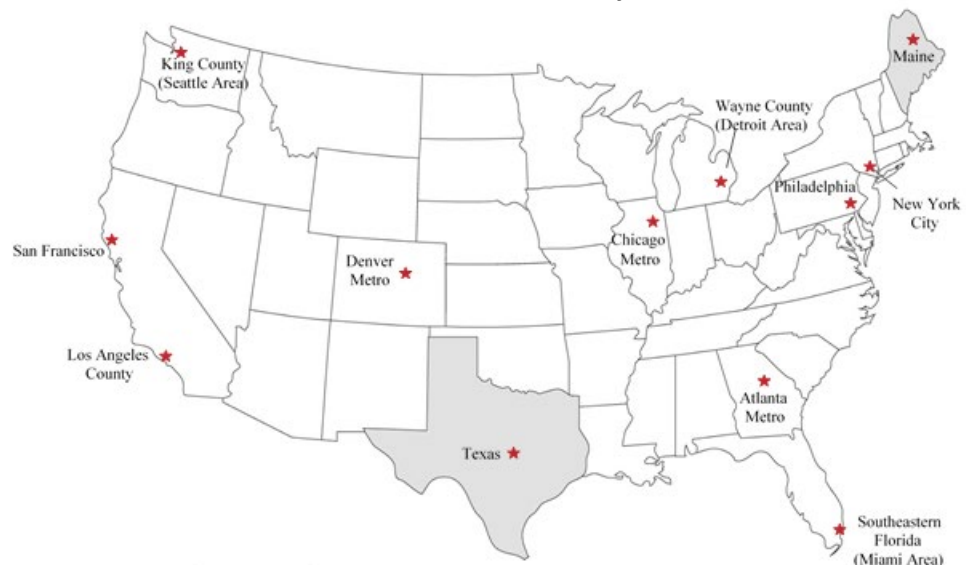 King County
(Seattle Area)
Maine
Wayne County
(Detroit Area)
Philadelphia
New York
City
San Francisco
Denver
Metro
Chicago
Metro
Los Angeles
County
Atlanta
Metro
Texas
Southeastern
Florida
(Miami Area)